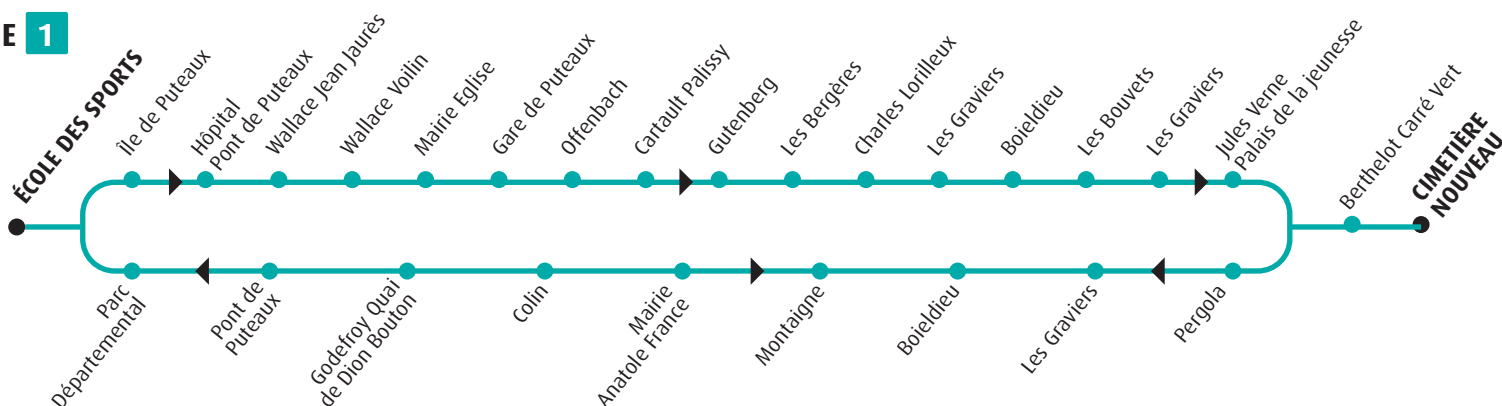 E 1
ÉCOLE DES SPORTS
Île de Puteaux
Hôpital
Pont de Puteaux
Wallace Jean Jaurès
Wallace Voilin
Mairie Eglise
Gare de Puteaux
Offenbach
Cartault Palissy
Gutenberg
Les Bergères
Charles Lorilleux
Les Graviers
Boieldieu
Les Bouvets
Les Graviers
Jules Verne
Palais de la jeunesse
Berthelot Carré Vert
CIMETIÈRE
NOUVEAU
Parc
Départemental
Pont de
Puteaux
Godefroy Quai
de Dion Bouton
Colin
Mairie
Anatole France
Montaigne
Boieldieu
Les Graviers
Pergola